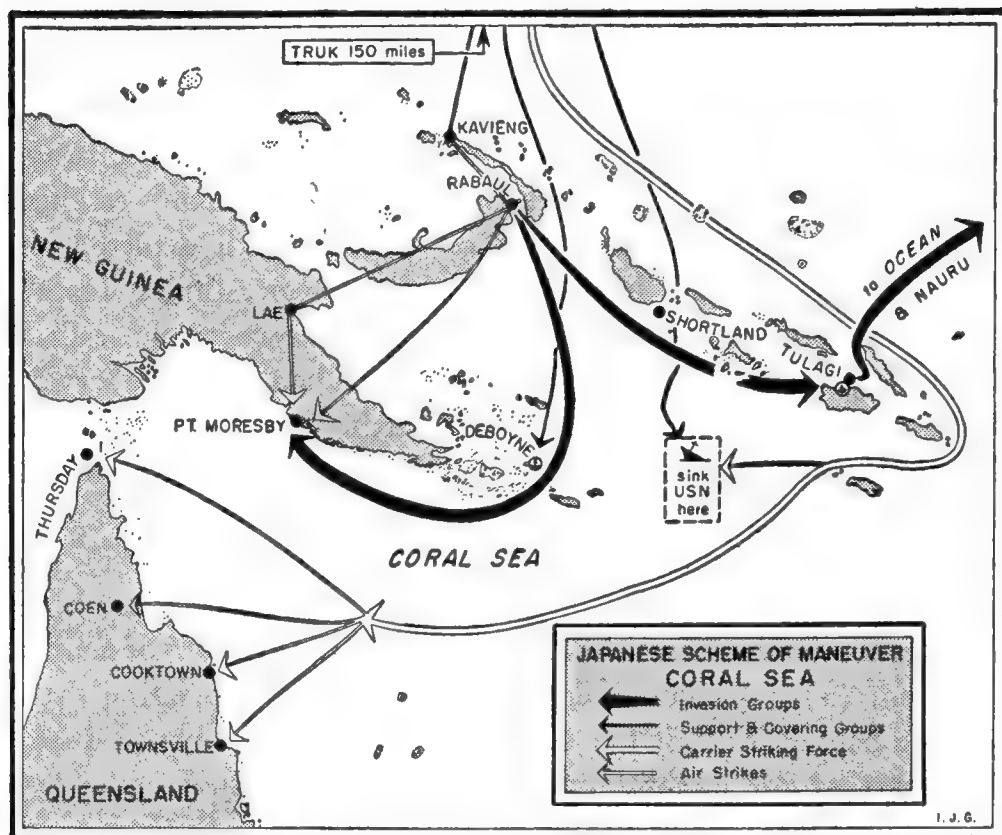 TRUK 150 miles
KAVIENG
RABAUL
NEW GUINEA
LAE
to OCEAN
& NAURU
SHORTLAND
TULAGI
PT. MORESBY
DEBOYNE
sink
USN
here
THURSDAY
CORAL SEA
COEN
COOKTOWN
TOWNSVILLE
QUEENSLAND
JAPANESE SCHEME OF MANEUVER
CORAL SEA
Invasion Groups
Support & Covering Groups
Carrier Striking Force
Air Strikes
I.J.G.